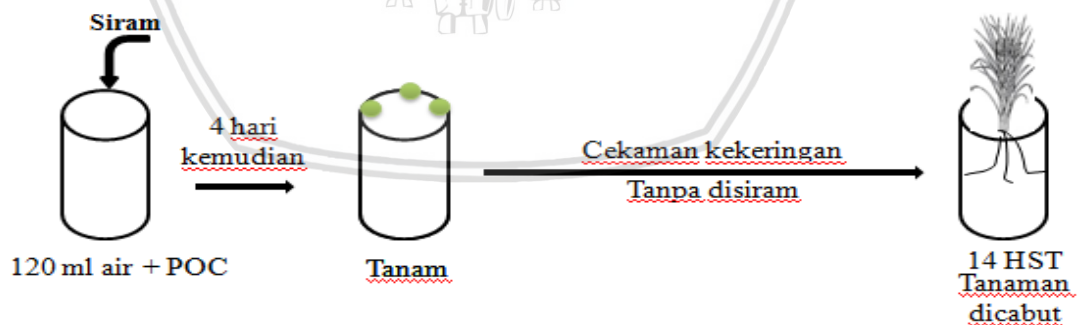 Siram
120 ml air + POC
4 hari
kemudian
Tanam
Cekaman kekeringan
Tanpa disiram
14 HST
Tanaman
dicabut